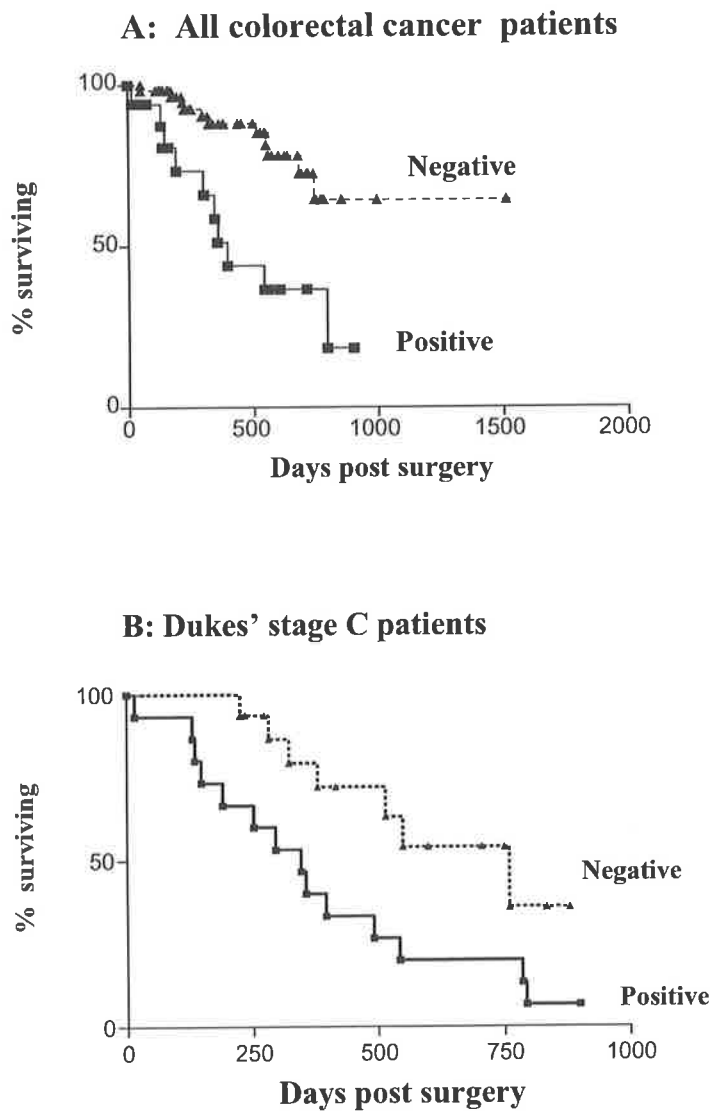 A: All colorectal cancer patients
100
50
0
% surviving
Negative
Positive
0 500 1000 1500 2000
Days post surgery
B: Dukes’ stage C patients
100
50
0
% surviving
Negative
Positive
0 250 500 750 1000
Days post surgery